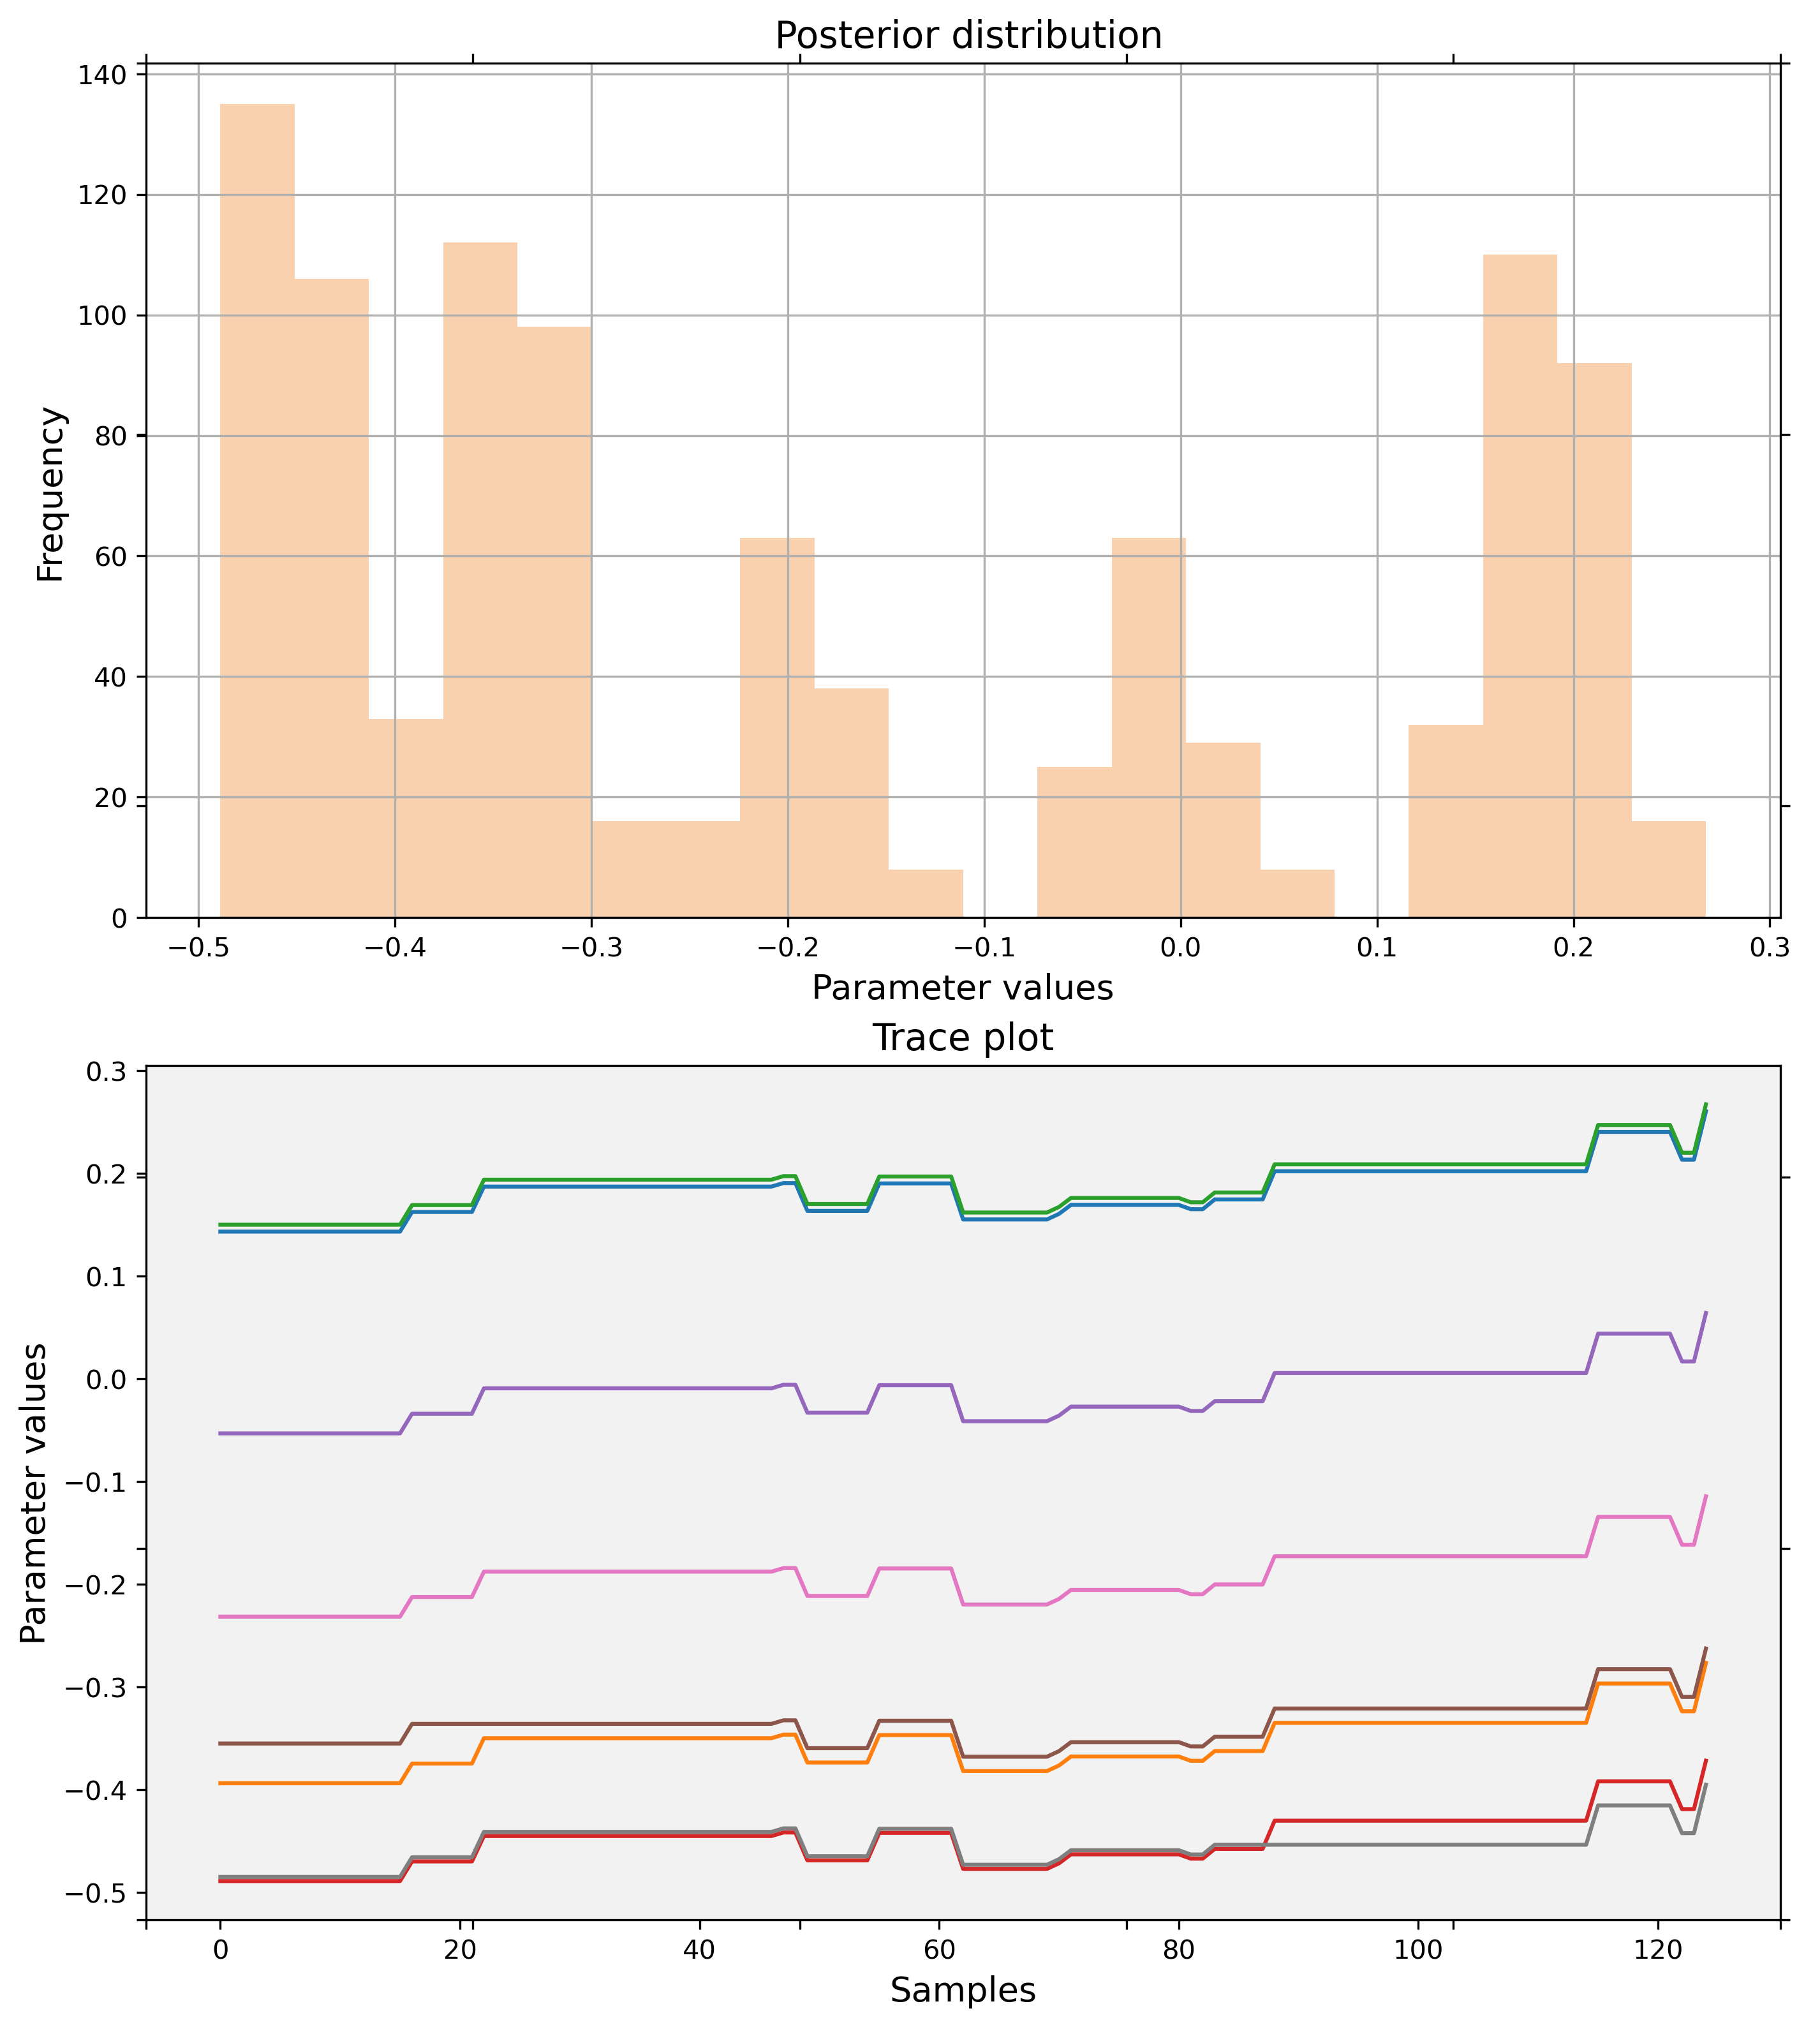 Posterior distribution
140
120
100
80
60
40
20
0
Frequency
−0.5 −0.4 −0.3 −0.2 −0.1 0.0 0.1 0.2 0.3
Parameter values
Trace plot
0.3
0.2
0.1
0.0
−0.1
−0.2
−0.3
−0.4
−0.5
Parameter values
0 20 40 60 80 100 120
Samples